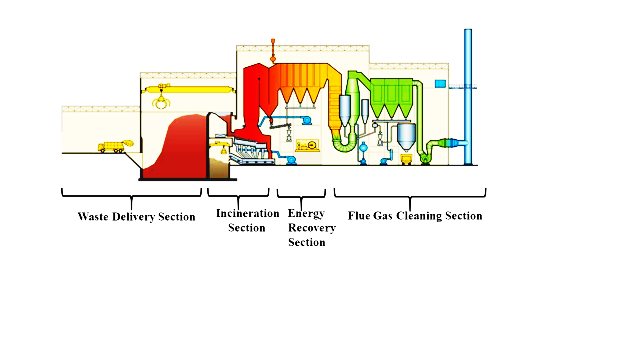 Waste Delivery Section
Incineration
Section
Energy
Recovery
Section
Flue Gas Cleaning Section